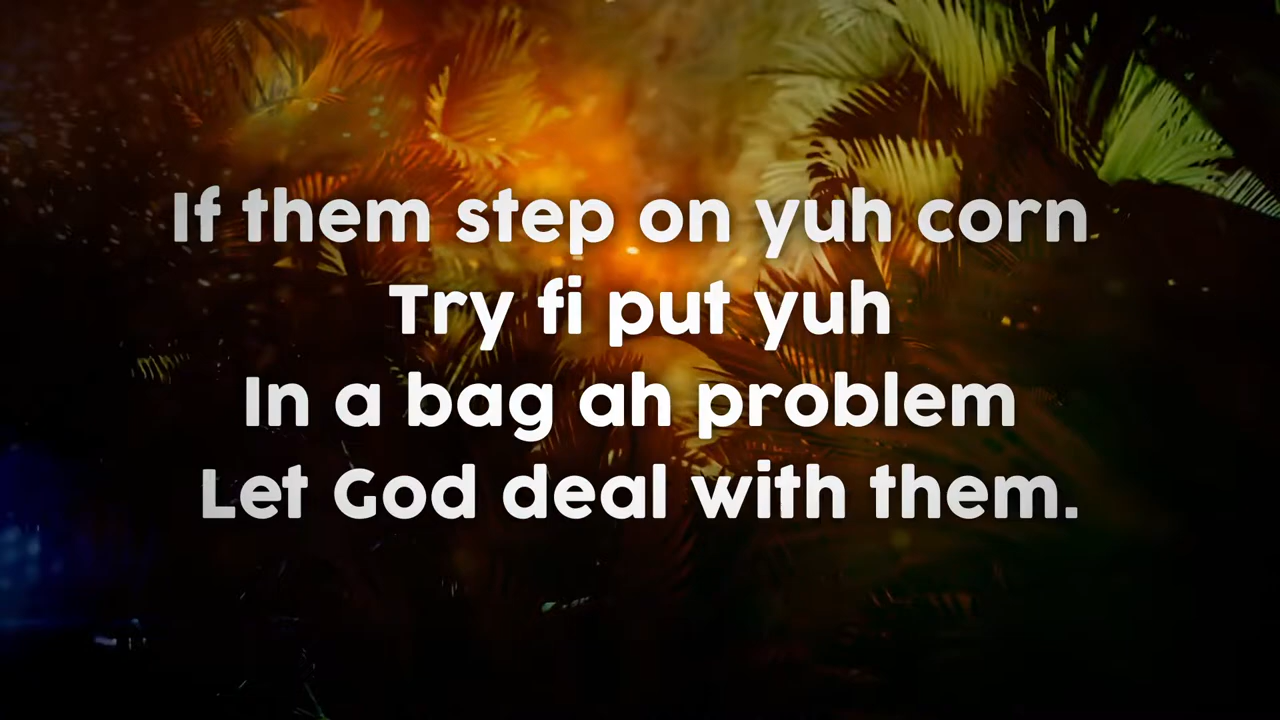 If them step on yuh corn
Try fi put yuh
In a bag ah problem
Let God deal with them.